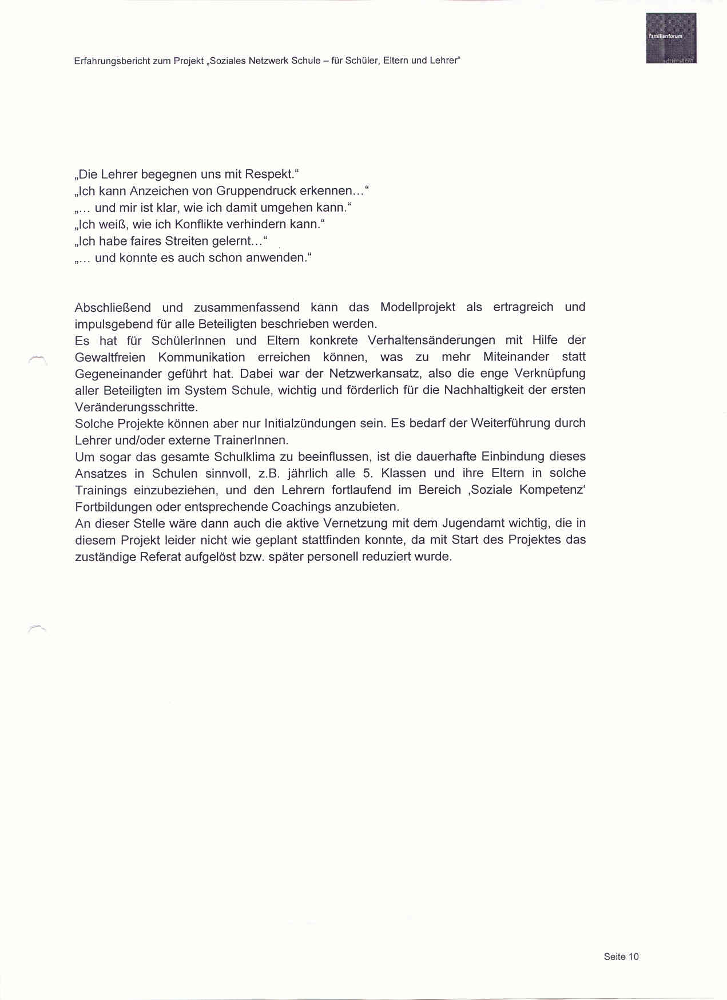 familienforum
edith stein
Erfahrungsbericht zum Projekt „Soziales Netzwerk Schule – für Schüler, Eltern und Lehrer“
„Die Lehrer begegnen uns mit Respekt.“
„Ich kann Anzeichen von Gruppendruck erkennen...“
„... und mir ist klar, wie ich damit umgehen kann.“
„Ich weiß, wie ich Konflikte verhindern kann.“
„Ich habe faires Streiten gelernt...“
„... und konnte es auch schon anwenden.“
Abschließend und zusammenfassend kann das Modellprojekt als ertragreich und
impulsgebend für alle Beteiligten beschrieben werden.
Es hat für SchülerInnen und Eltern konkrete Verhaltensänderungen mit Hilfe der
Gewaltfreien Kommunikation erreichen können, was zu mehr Miteinander statt
Gegeneinander geführt hat. Dabei war der Netzwerkansatz, also die enge Verknüpfung
aller Beteiligten im System Schule, wichtig und förderlich für die Nachhaltigkeit der ersten
Veränderungsschritte.
Solche Projekte können aber nur Initialzündungen sein. Es bedarf der Weiterführung durch
Lehrer und/oder externe TrainerInnen.
Um sogar das gesamte Schulklima zu beeinflussen, ist die dauerhafte Einbindung dieses
Ansatzes in Schulen sinnvoll, z.B. jährlich alle 5. Klassen und ihre Eltern in solche
Trainings einzubeziehen, und den Lehrern fortlaufend im Bereich ‚Soziale Kompetenz‘
Fortbildungen oder entsprechende Coachings anzubieten.
An dieser Stelle wäre dann auch die aktive Vernetzung mit dem Jugendamt wichtig, die in
diesem Projekt leider nicht wie geplant stattfinden konnte, da mit Start des Projektes das
zuständige Referat aufgelöst bzw. später personell reduziert wurde.
Seite 10